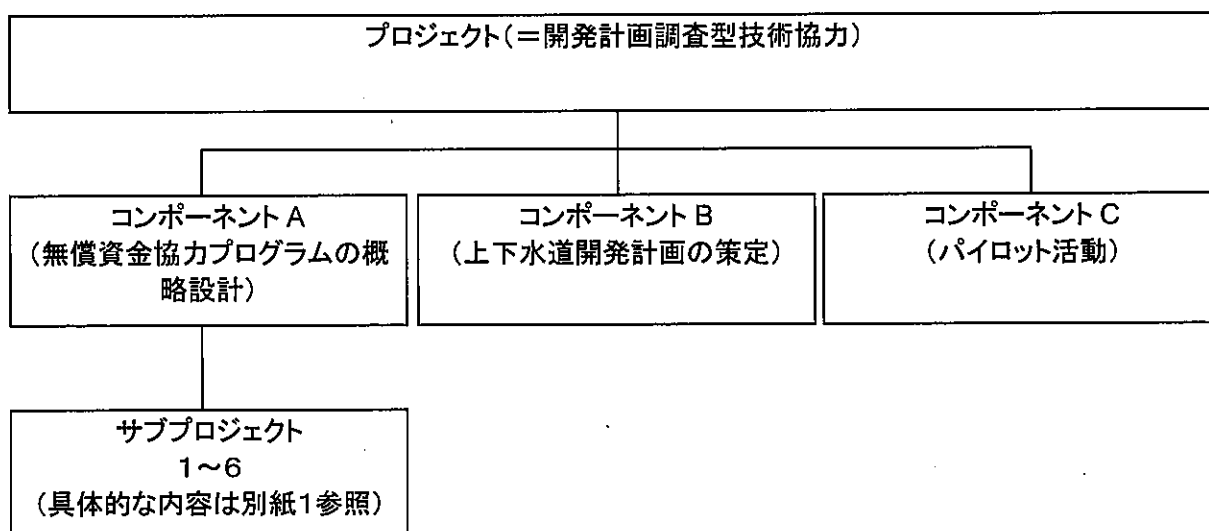 プロジェクト(＝開発計画調査型技術協力)
コンポーネント A
(無償資金協力プログラムの概
略設計)
コンポーネント B
(上下水道開発計画の策定)
コンポーネント C
(パイロット活動)
サブプロジェクト
1～6
(具体的な内容は別紙1参照)